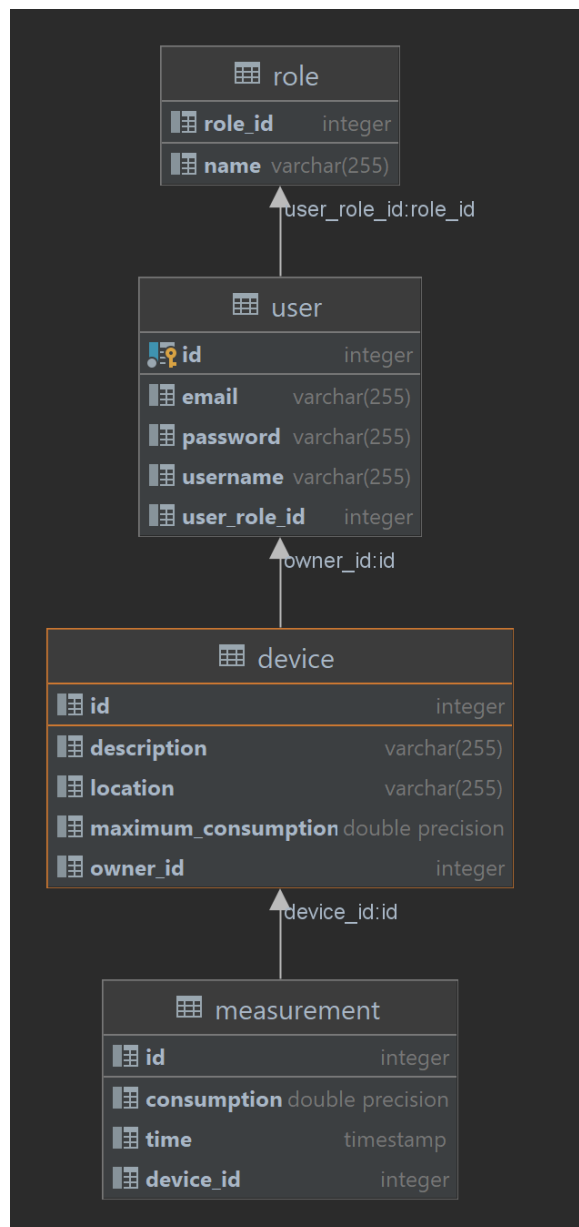 role
role_id integer
name varchar(255)
user_role_id:role_id
user
id integer
email varchar(255)
password varchar(255)
username varchar(255)
user_role_id integer
owner_id:id
device
id integer
description varchar(255)
location varchar(255)
maximum_consumption double precision
owner_id integer
device_id:id
measurement
id integer
consumption double precision
time timestamp
device_id integer